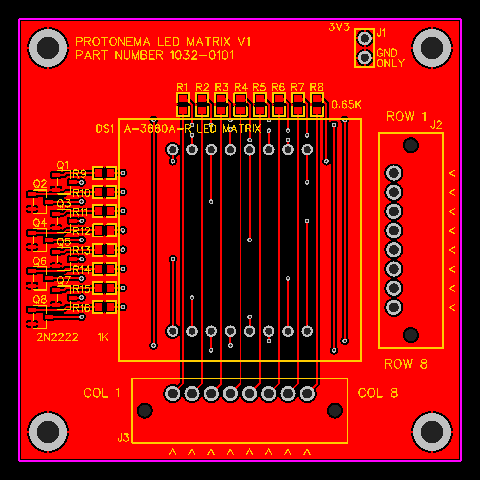 3V3
J1
PROTONEMA LED MATRIX V1
PART NUMBER 1032-0101
GND
ONLY
R1 R2 R3 R4 R5 R6 R7 R8
0.65K
ROW 1
J2
DS1 A-3880A-R LED MATRIX
Q1
R9
Q2
R10
Q3
R11
Q4
R12
Q5
R13
Q6
R14
Q7
R15
Q8
R16
2N2222 1K
<
<
<
<
<
<
<
<
ROW 8
COL 1
COL 8
J3